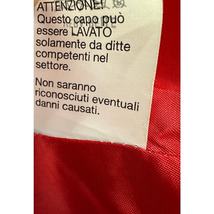 ATTENZIONE!
Questo capo può
essere LAVATO
solamente da ditte
competenti nel
settore.
Non saranno
riconosciuti eventuali
danni causati.